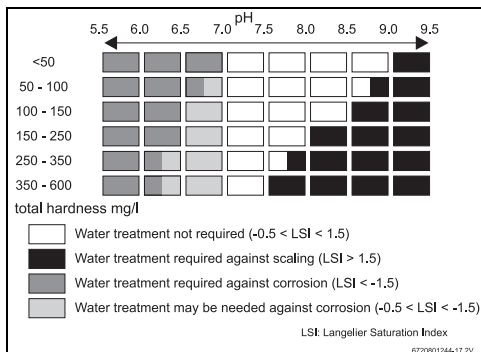 pH
5.5 6.0 6.5 7.0 7.5 8.0 8.5 9.0 9.5
<50
50 - 100
100 - 150
150 - 250
250 - 350
350 - 600
total hardness mg/l
Water treatment not required (-0.5 < LSI < 1.5)
Water treatment required against scaling (LSI > 1.5)
Water treatment required against corrosion (LSI < -1.5)
Water treatment may be needed against corrosion (-0.5 < LSI < -1.5)
LSI: Langelier Saturation Index
6720801244-17.2V